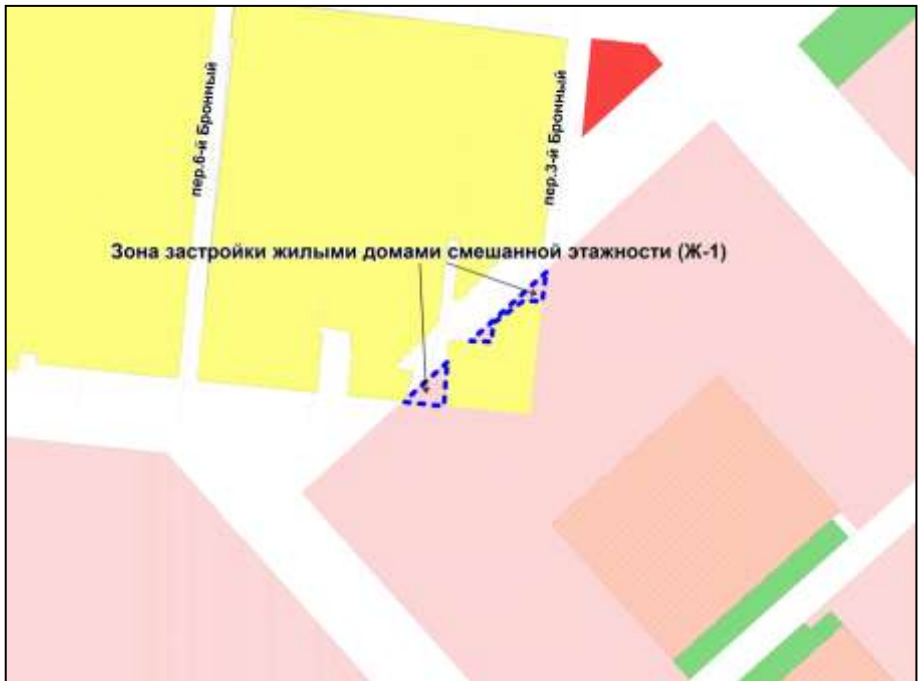 пер.6-й Бронный
пер.3-й Бронный
Зона застройки жилыми домами смешанной этажности (Ж-1)